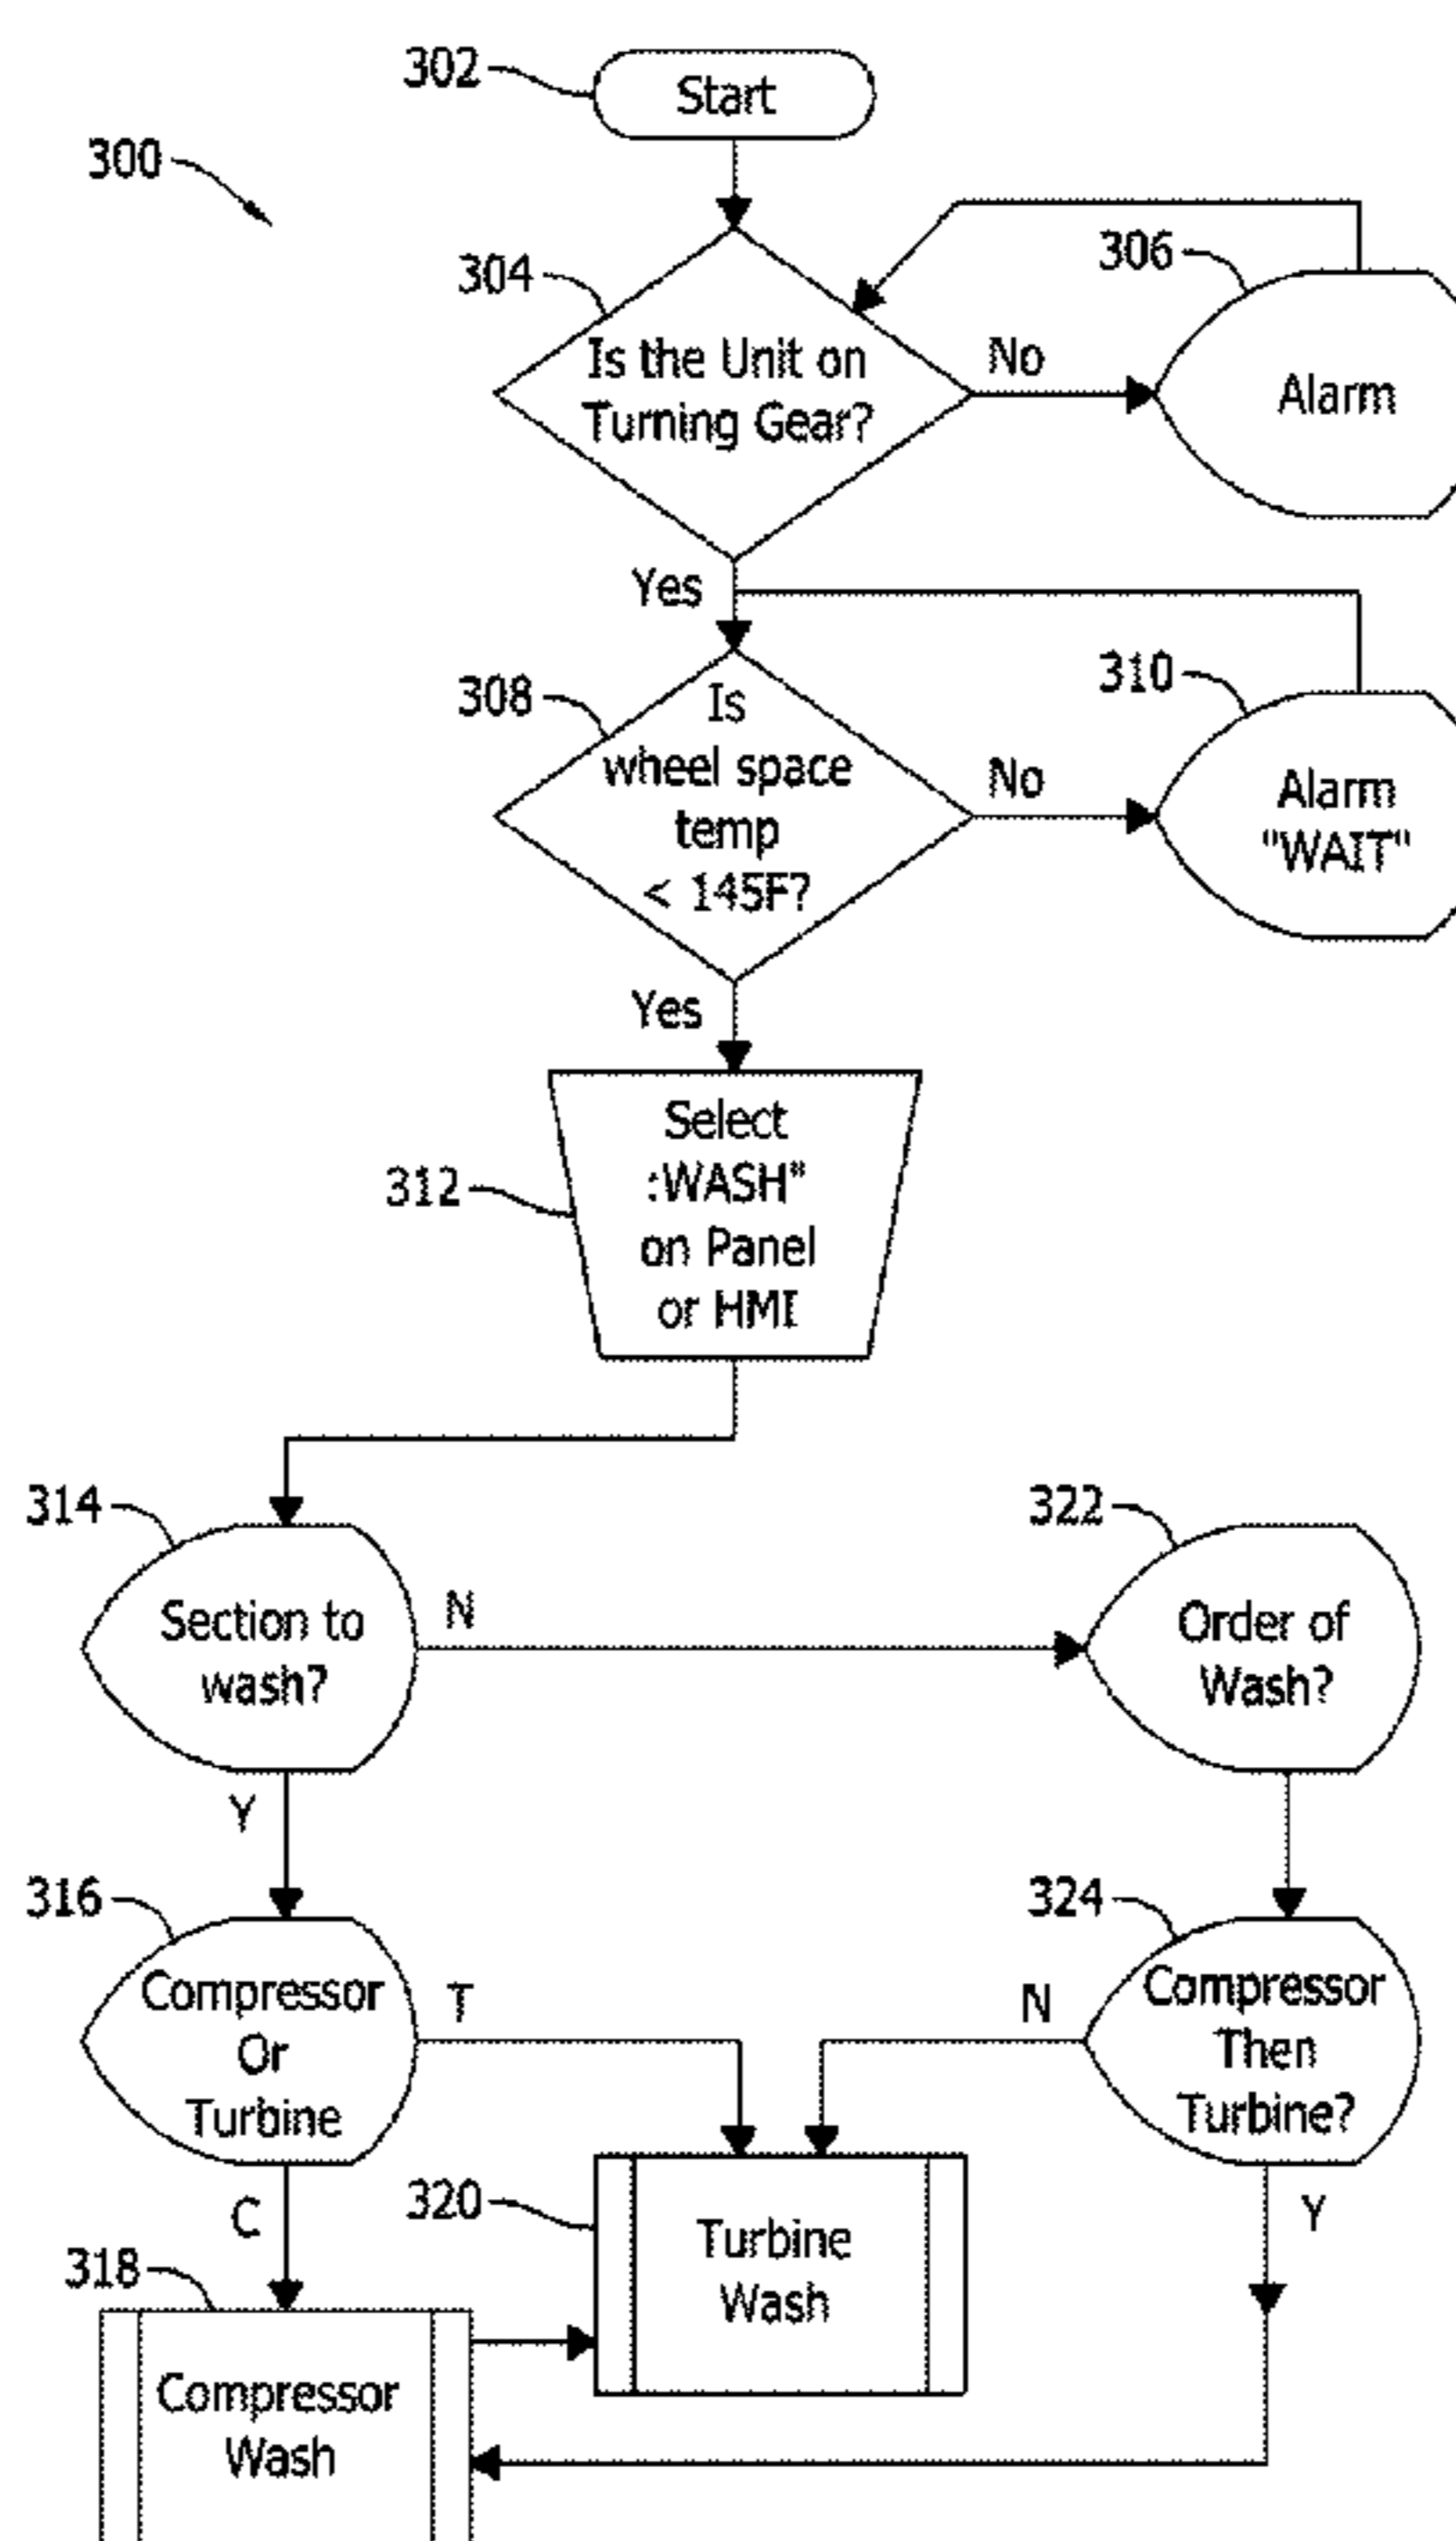 302
Start
300
304
306
Is the Unit on
Turning Gear?
No
Alarm
Yes
308
310
Is
wheel space
temp
< 145F?
No
Alarm
"WAIT"
Yes
312
Select
:WASH"
on Panel
or HMI
314
322
Section to
wash?
N
Order of
Wash?
Y
316
324
Compressor
Or
Turbine
T
N
Compressor
Then
Turbine?
C
320
Turbine
Wash
Y
318
Compressor
Wash